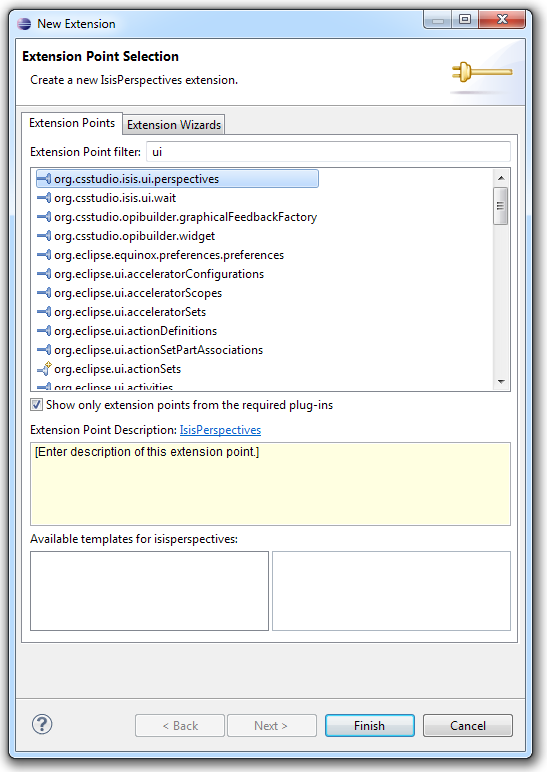 New Extension
Extension Point Selection
Create a new IsisPerspectives extension.
Extension Points
Extension Wizards
Extension Point filter: ui
org.csstudio.isis.ui.perspectives
org.csstudio.isis.ui.wait
org.csstudio.opibuilder.graphicalFeedbackFactory
org.csstudio.opibuilder.widget
org.eclipse.equinox.preferences.preferences
org.eclipse.ui.acceleratorConfigurations
org.eclipse.ui.acceleratorScopes
org.eclipse.ui.acceleratorSets
org.eclipse.ui.actionDefinitions
org.eclipse.ui.actionSetPartAssociations
org.eclipse.ui.actionSets
org.eclipse.ui.activities
Show only extension points from the required plug-ins
Extension Point Description: IsisPerspectives
[Enter description of this extension point.]
Available templates for isisperspectives:
?
< Back
Next >
Finish
Cancel